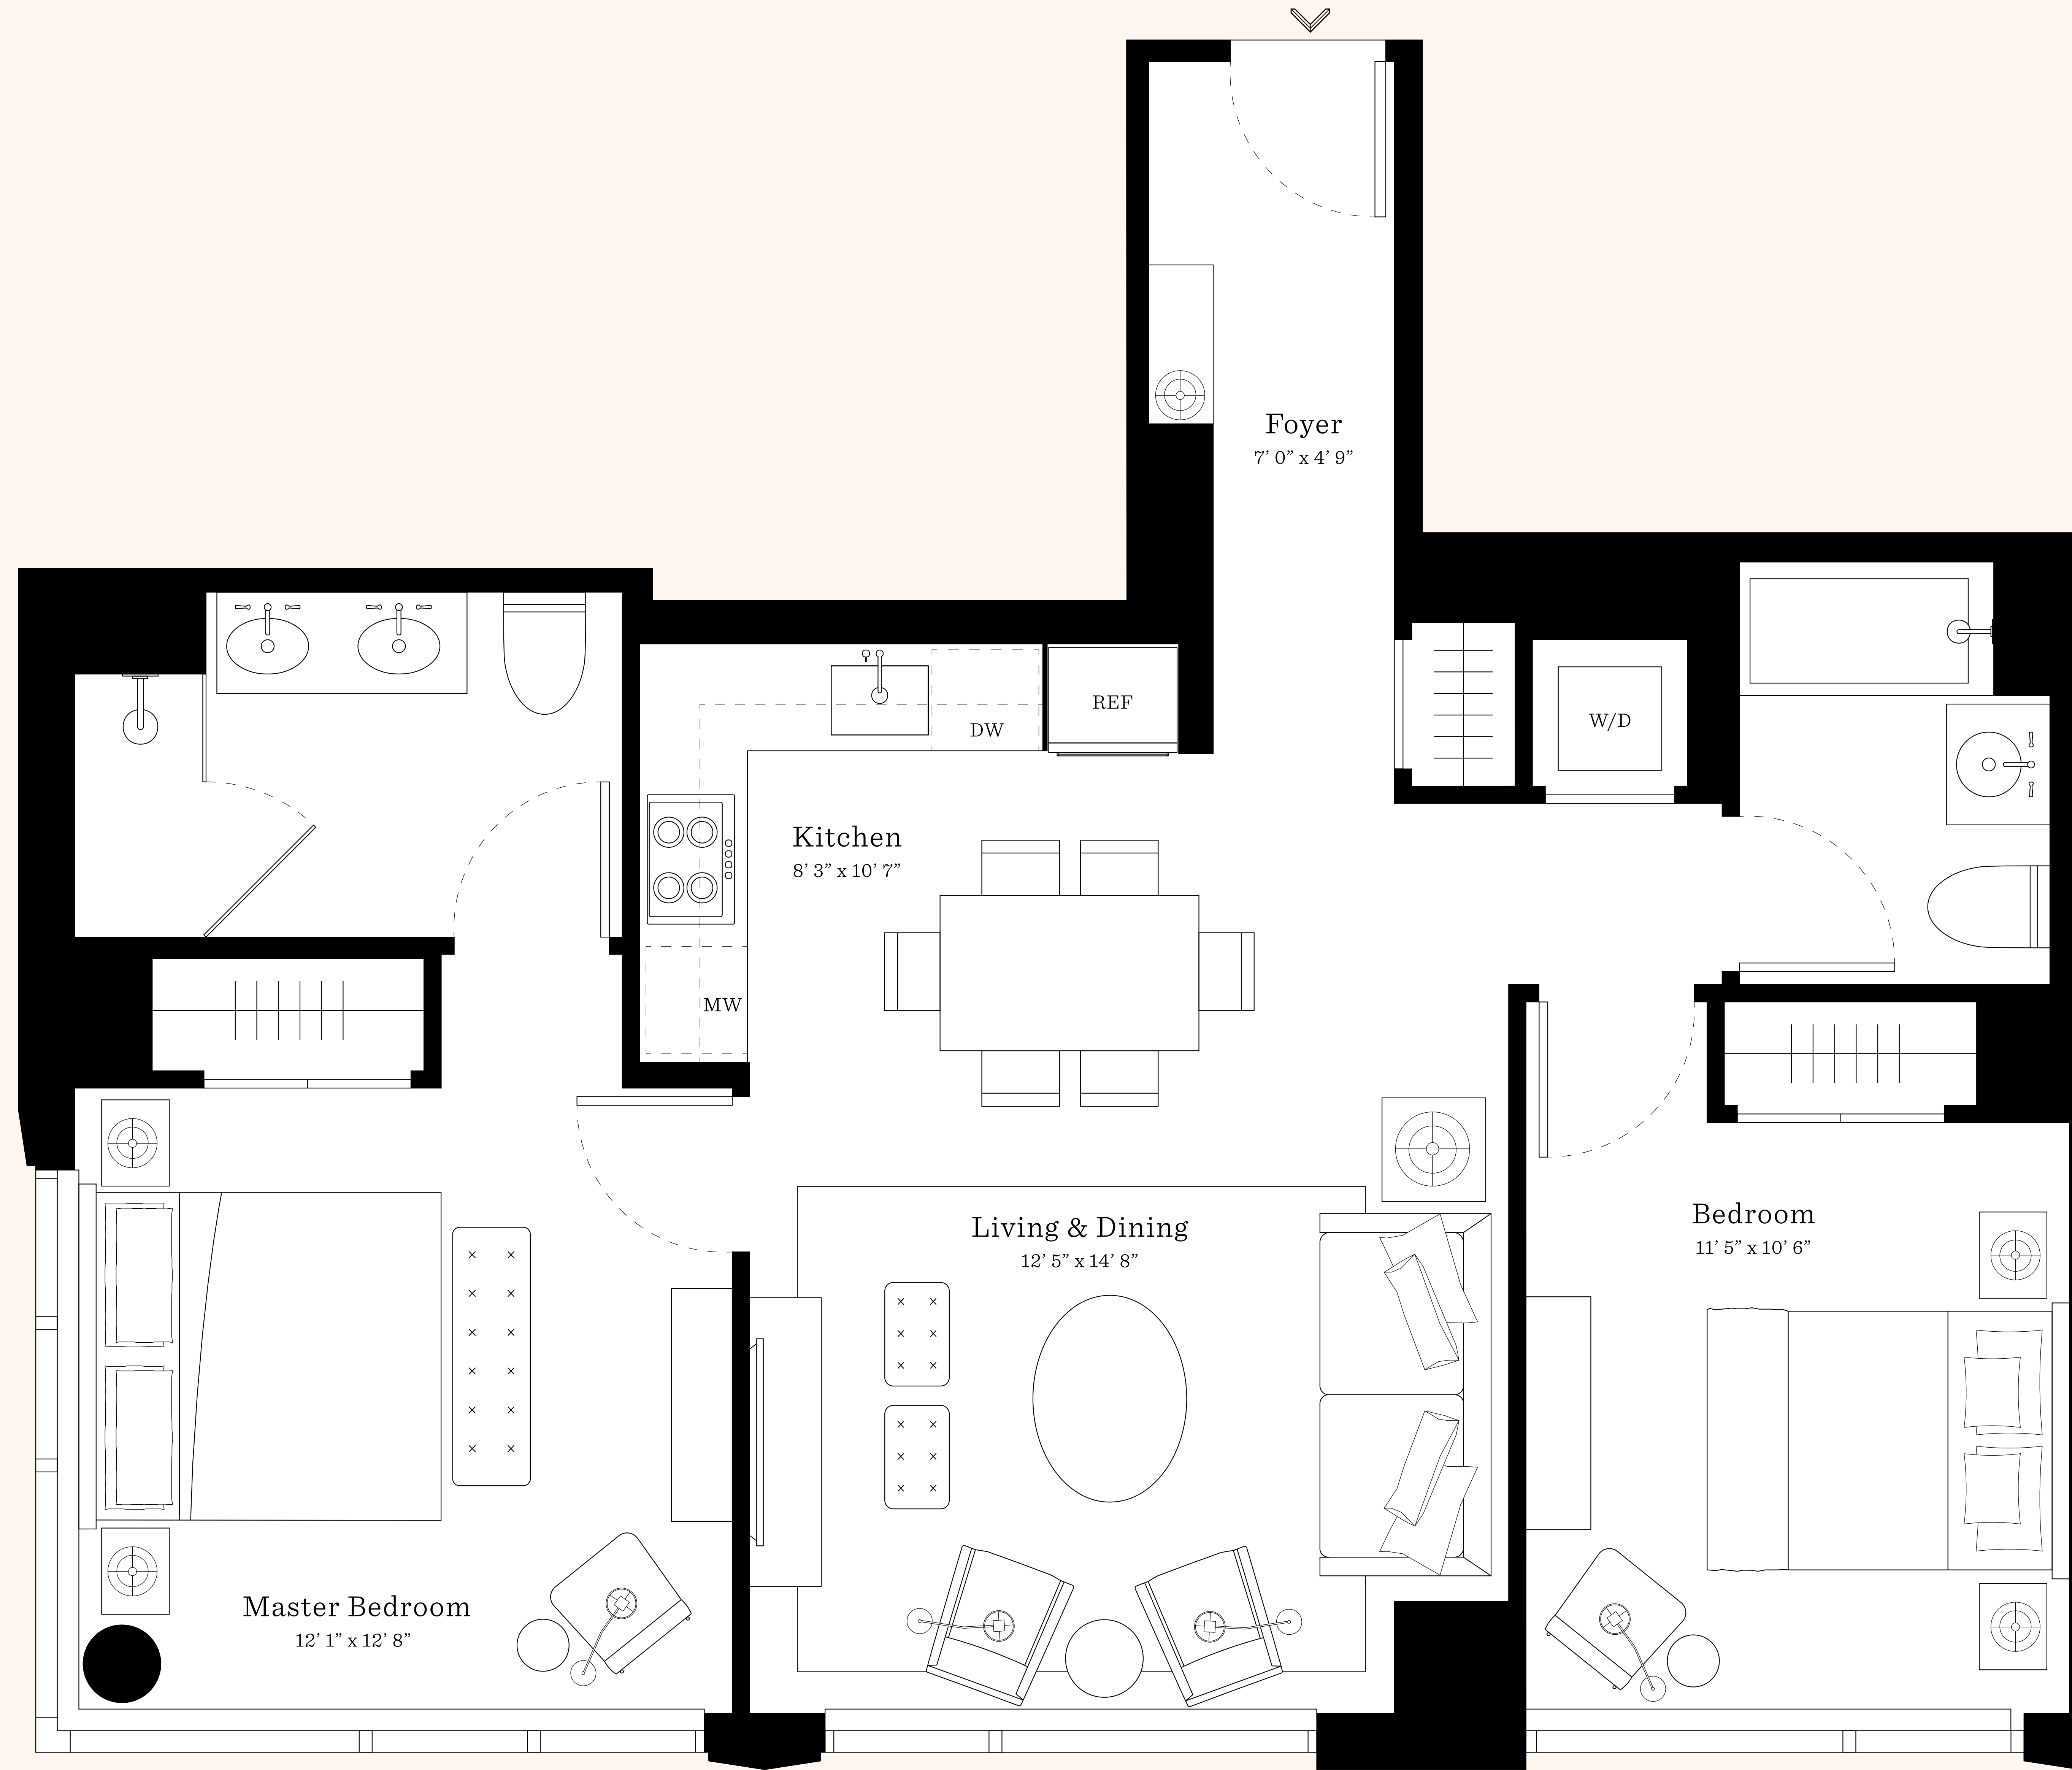 Foyer
7’ 0” x 4’ 9”
REF
DW
W/D
Kitchen
8’ 3” x 10’ 7”
MW
Living & Dining
12’ 5” x 14’ 8”
Bedroom
11’ 5” x 10’ 6”
Master Bedroom
12’ 1” x 12’ 8”